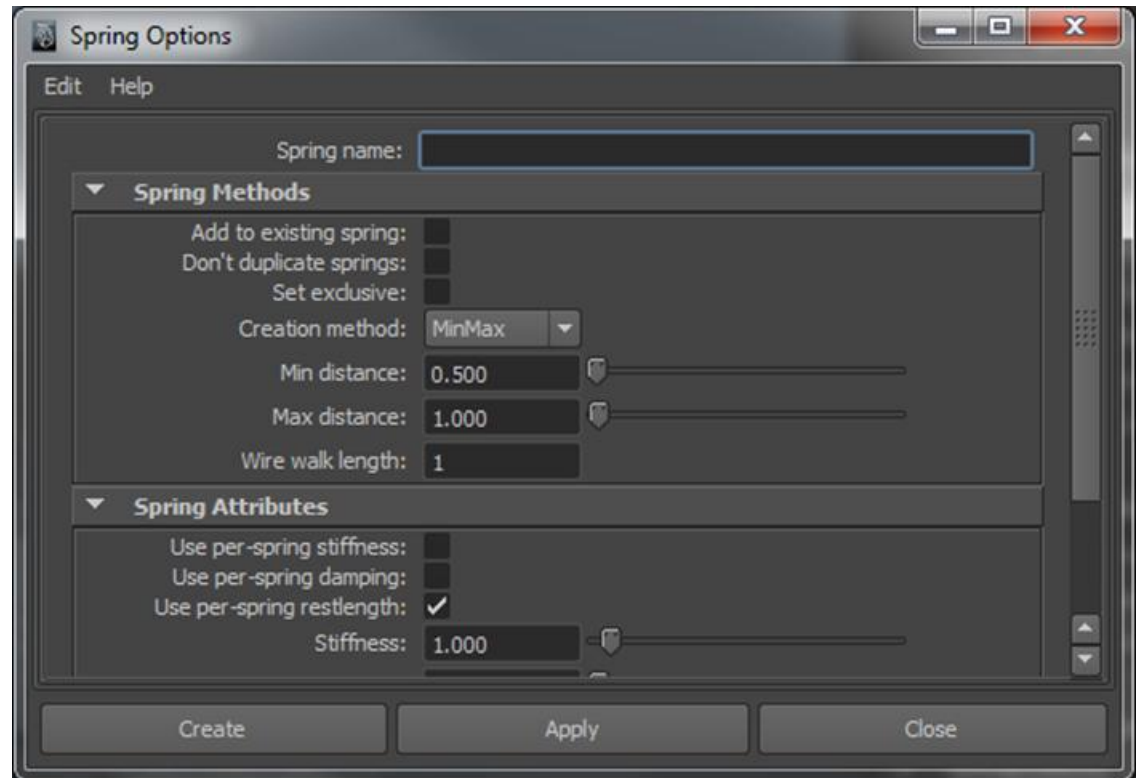 Spring Options
Edit Help
Spring name:
Spring Methods
Add to existing spring:
Don't duplicate springs:
Set exclusive:
Creation method: MinMax
Min distance: 0.500
Max distance: 1.000
Wire walk length: 1
Spring Attributes
Use per-spring stiffness:
Use per-spring damping:
Use per-spring restlength:
Stiffness: 1.000
Create Apply Close